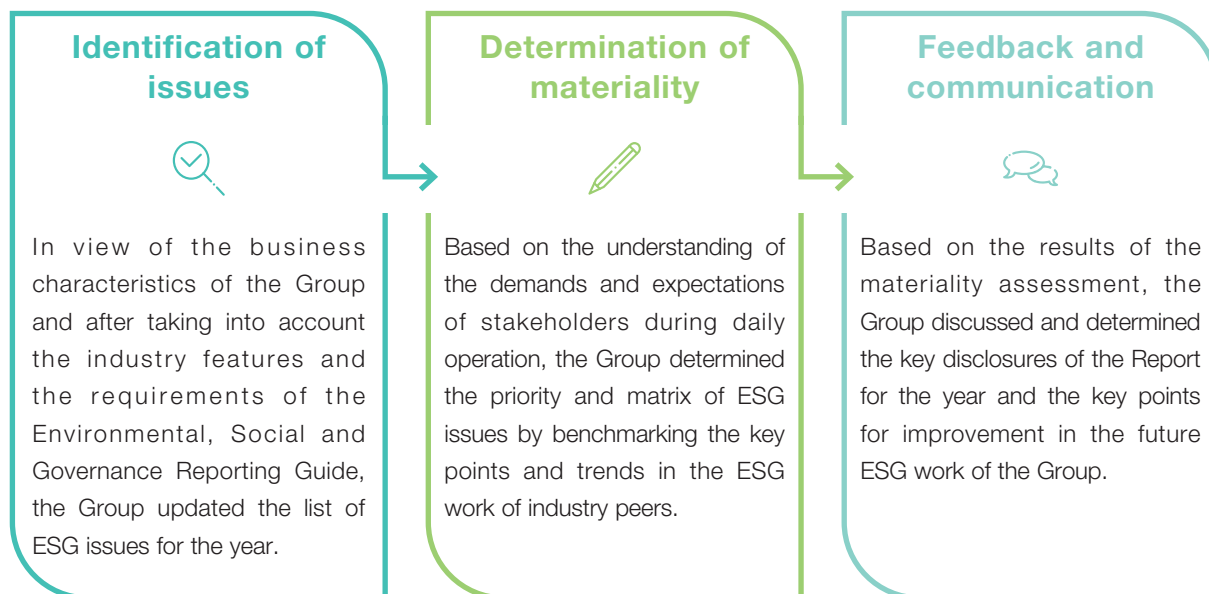 Identification of
issues
In view of the business
characteristics of the Group
and after taking into account
the industry features and
the requirements of the
Environmental, Social and
Governance Reporting Guide,
the Group updated the list of
ESG issues for the year.
Determination of
materiality
Based on the understanding of
the demands and expectations
of stakeholders during daily
operation, the Group determined
the priority and matrix of ESG
issues by benchmarking the key
points and trends in the ESG
work of industry peers.
Feedback and
communication
Based on the results of the
materiality assessment, the
Group discussed and determined
the key disclosures of the Report
for the year and the key points
for improvement in the future
ESG work of the Group.